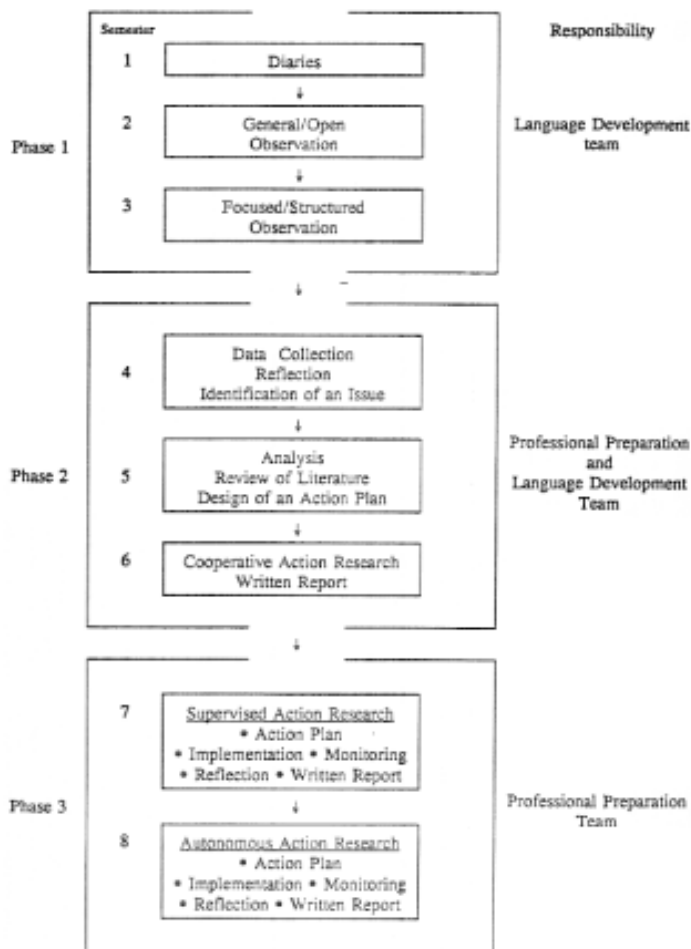 Semester
Responsibility
1
Diaries
↓
2
General/Open
Observation
Phase 1
Language Development
team
↓
3
Focused/Structured
Observation
↓
4
Data Collection
Reflection
Identification of an Issue
↓
Phase 2
5
Analysis
Review of Literature
Design of an Action Plan
Professional Preparation
and
Language Development
Team
↓
6
Cooperative Action Research
Written Report
↓
7
Supervised Action Research
• Action Plan
• Implementation • Monitoring
• Reflection • Written Report
Phase 3
Professional Preparation
Team
↓
8
Autonomous Action Research
• Action Plan
• Implementation • Monitoring
• Reflection • Written Report